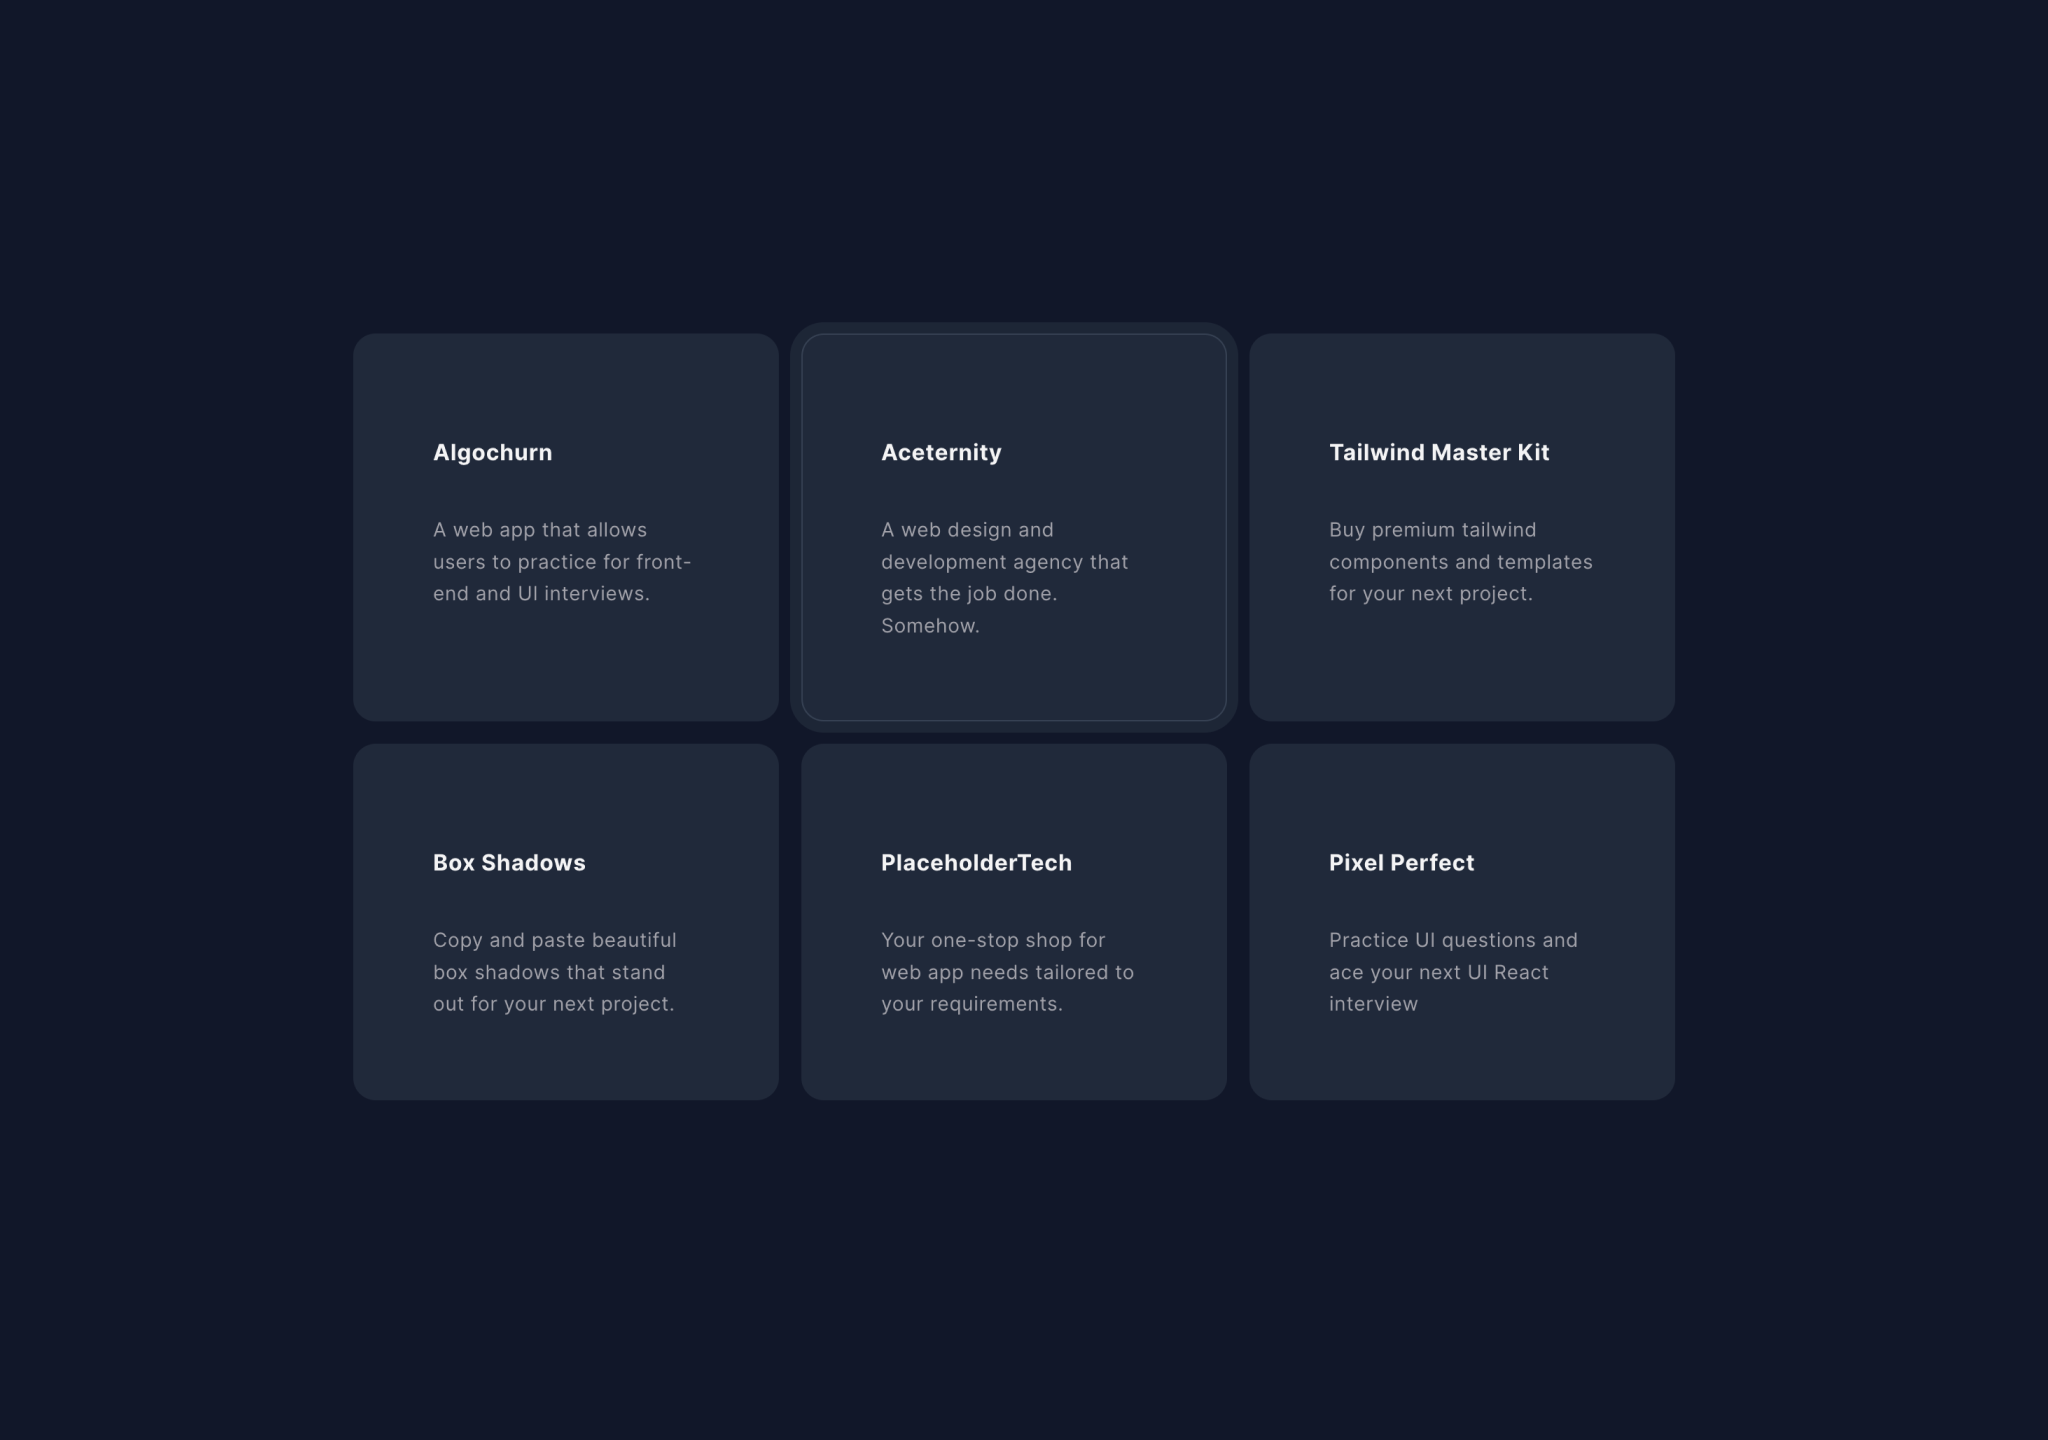 Algochurn
A web app that allows
users to practice for front-
end and UI interviews.
Aceternity
A web design and
development agency that
gets the job done.
Somehow.
Tailwind Master Kit
Buy premium tailwind
components and templates
for your next project.
Box Shadows
Copy and paste beautiful
box shadows that stand
out for your next project.
PlaceholderTech
Your one-stop shop for
web app needs tailored to
your requirements.
Pixel Perfect
Practice UI questions and
ace your next UI React
interview